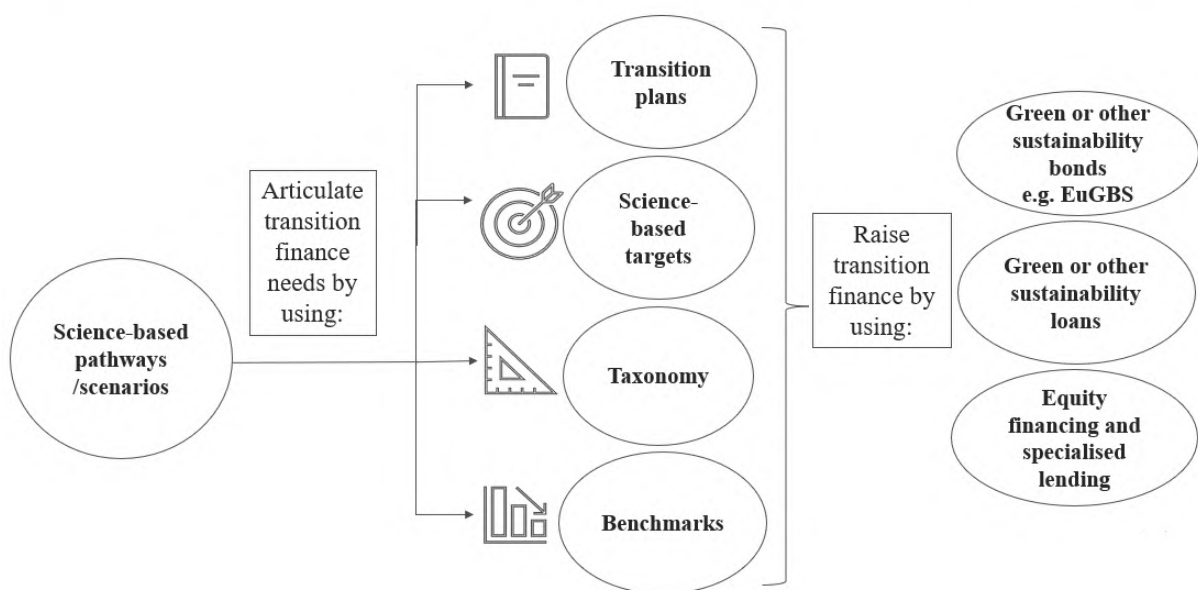 Science-based
pathways
/scenarios
Articulate
transition
finance
needs by
using:
Transition
plans
Science-
based
targets
Taxonomy
Benchmarks
Raise
transition
finance by
using:
Green or other
sustainability
bonds
e.g. EuGBS
Green or other
sustainability
loans
Equity
financing and
specialised
lending